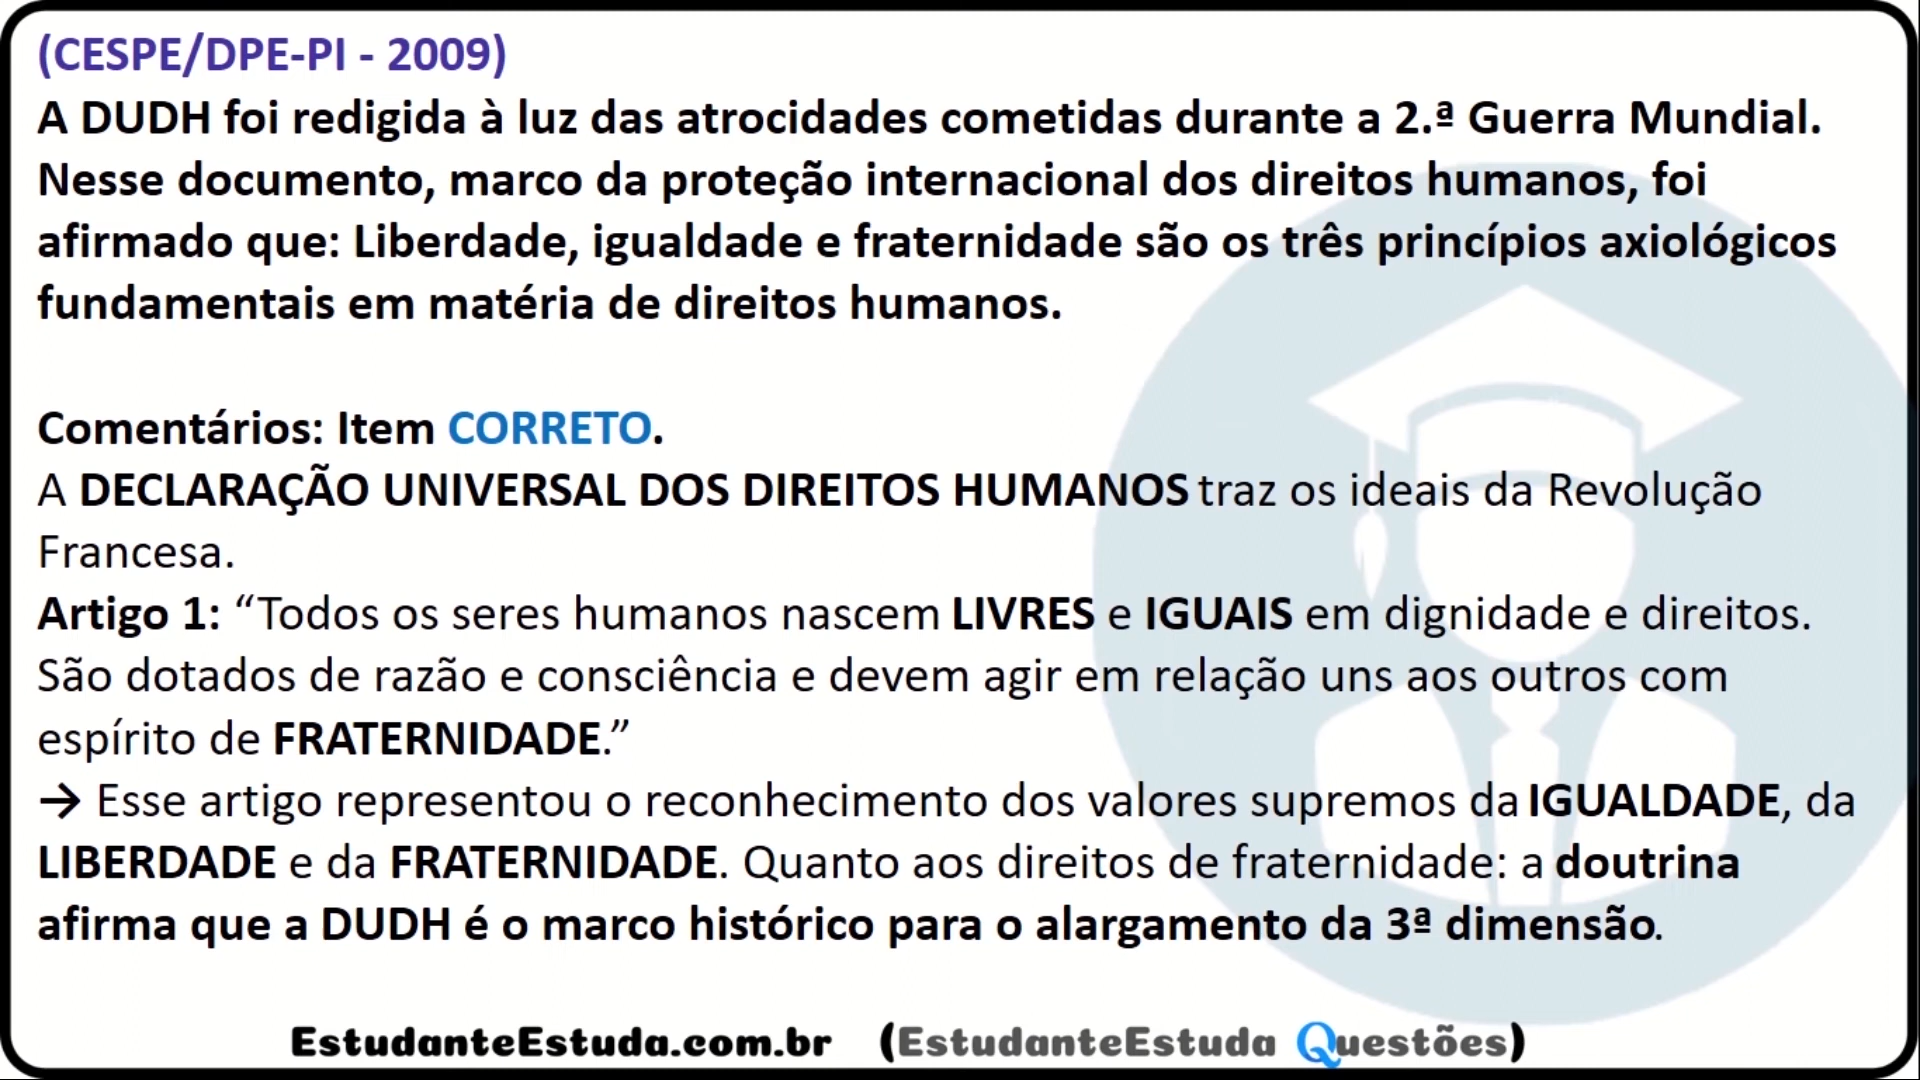 (CESPE/DPE-PI - 2009)
A DUDH foi redigida à luz das atrocidades cometidas durante a 2.ª Guerra Mundial.
Nesse documento, marco da proteção internacional dos direitos humanos, foi
afirmado que: Liberdade, igualdade e fraternidade são os três princípios axiológicos
fundamentais em matéria de direitos humanos.
Comentários: Item CORRETO.
A DECLARAÇÃO UNIVERSAL DOS DIREITOS HUMANOS traz os ideais da Revolução
Francesa.
Artigo 1: “Todos os seres humanos nascem LIVRES e IGUAIS em dignidade e direitos.
São dotados de razão e consciência e devem agir em relação uns aos outros com
espírito de FRATERNIDADE.”
→ Esse artigo representou o reconhecimento dos valores supremos da IGUALDADE, da
LIBERDADE e da FRATERNIDADE. Quanto aos direitos de fraternidade: a doutrina
afirma que a DUDH é o marco histórico para o alargamento da 3ª dimensão.
EstudanteEstuda.com.br (EstudanteEstuda Questões)